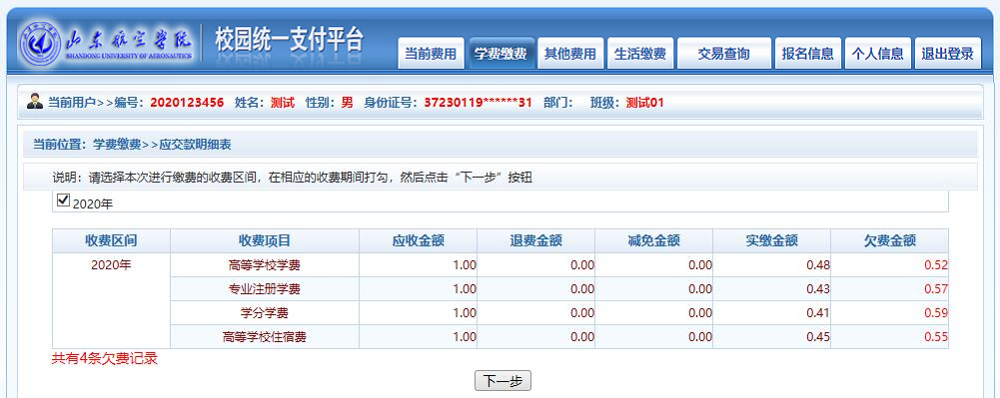 山东航空学院
SHANDONG UNIVERSITY OF AERONAUTICS
校园统一支付平台
当前费用 学费缴费 其他费用 生活缴费 交易查询 报名信息 个人信息 退出登录
当前用户>>编号：2020123456 姓名：测试 性别：男 身份证号：37230119******31 部门： 班级：测试01
当前位置：学费缴费>>应交款明细表
说明：请选择本次进行缴费的收费区间，在相应的收费期间打勾，然后点击“下一步”按钮
2020年
收费区间 收费项目 应收金额 退费金额 减免金额 实缴金额 欠费金额
2020年 高等学校学费 1.00 0.00 0.00 0.48 0.52
专业注册学费 1.00 0.00 0.00 0.43 0.57
学分学费 1.00 0.00 0.00 0.41 0.59
高等学校住宿费 1.00 0.00 0.00 0.45 0.55
共有4条欠费记录
下一步